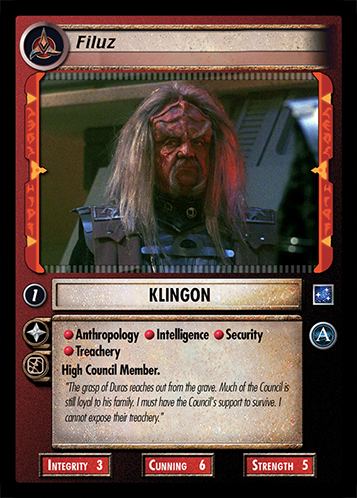 Filuz
1
KLINGON
Anthropology Intelligence Security
Treachery
High Council Member.
"The grasp of Duras reaches out from the grave. Much of the Council is
still loyal to his family. I must have the Council's support to survive. I
cannot expose their treachery."
A
INTEGRITY 3 CUNNING 6 STRENGTH 5